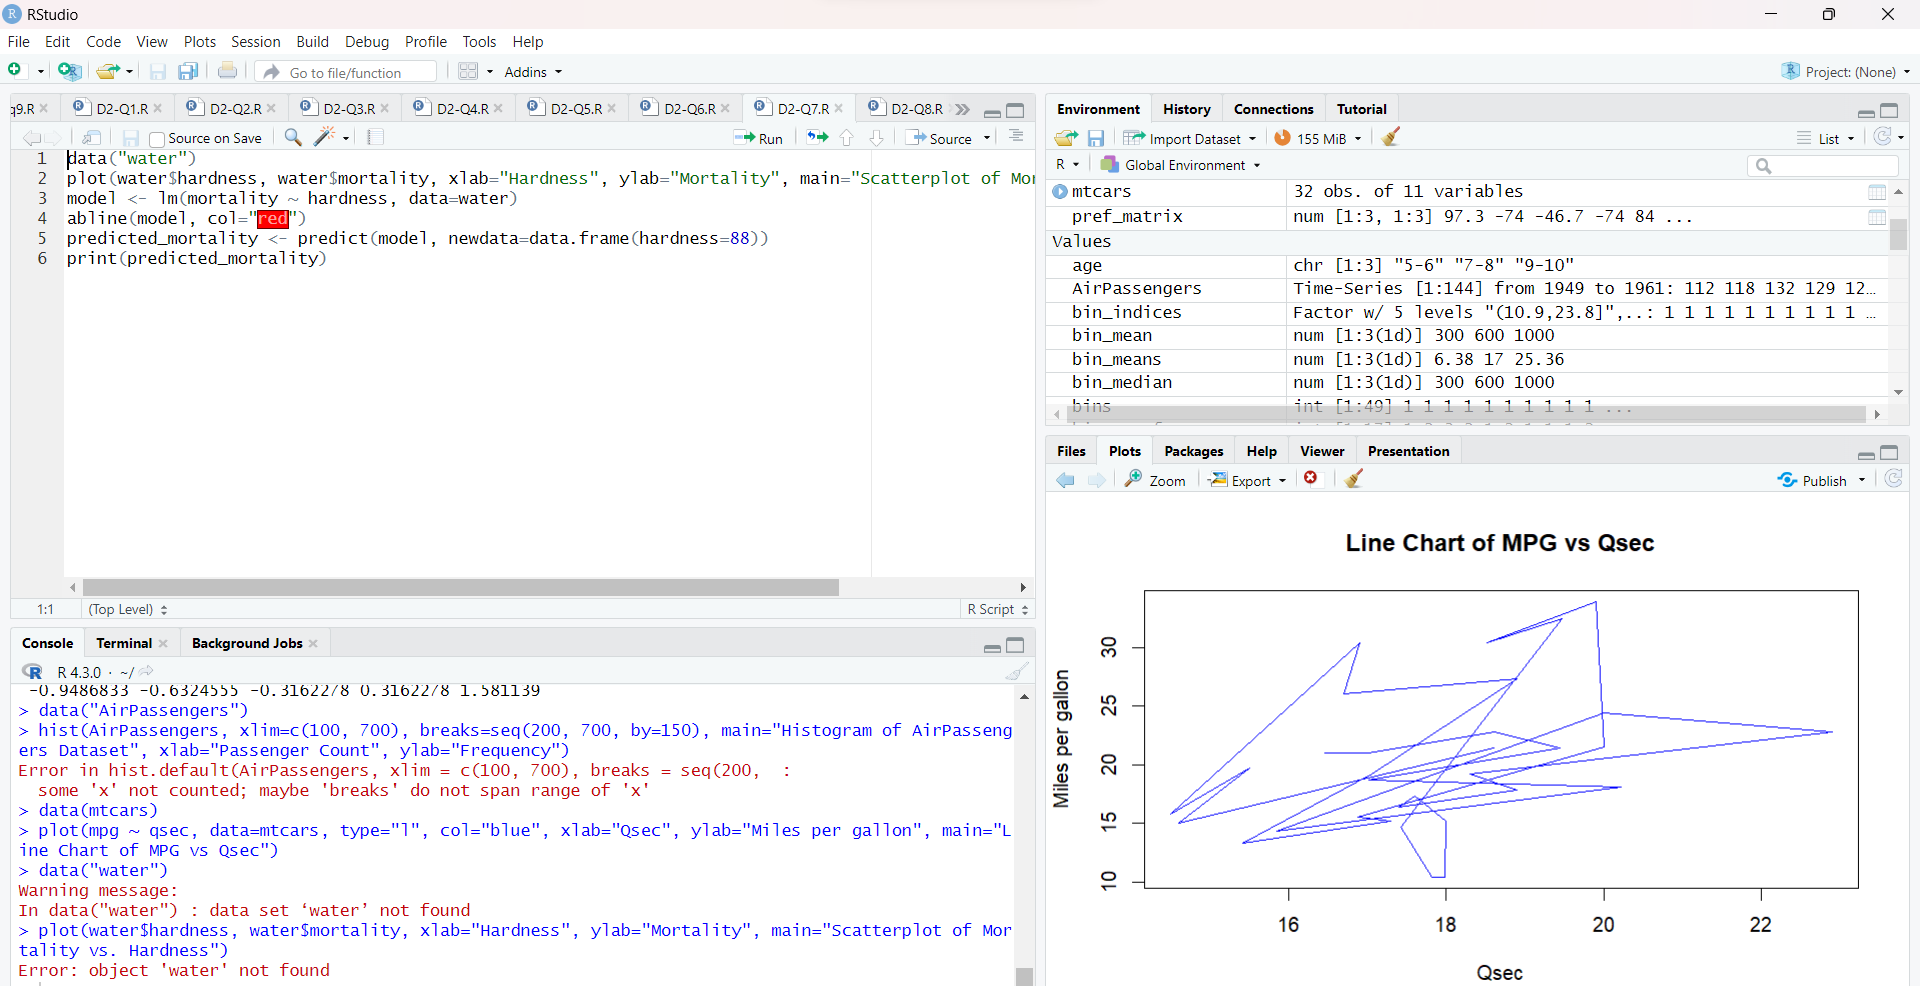 RStudio
File Edit Code View Plots Session Build Debug Profile Tools Help
Go to file/function Addins Project: (None)
q9.R D2-Q1.R D2-Q2.R D2-Q3.R D2-Q4.R D2-Q5.R D2-Q6.R D2-Q7.R D2-Q8.R
Source on Save Run Source
1 data("water")
2 plot(water$hardness, water$mortality, xlab="Hardness", ylab="Mortality", main="Scatterplot of Mor
3 model <- lm(mortality ~ hardness, data=water)
4 abline(model, col="red")
5 predicted_mortality <- predict(model, newdata=data.frame(hardness=88))
6 print(predicted_mortality)
1:1 (Top Level) R Script
Console Terminal Background Jobs
R 4.3.0 · ~/
-0.9486833 -0.6324555 -0.3162278 0.3162278 1.581139
> data("AirPassengers")
> hist(AirPassengers, xlim=c(100, 700), breaks=seq(200, 700, by=150), main="Histogram of AirPasseng
ers Dataset", xlab="Passenger Count", ylab="Frequency")
Error in hist.default(AirPassengers, xlim = c(100, 700), breaks = seq(200,  :
some 'x' not counted; maybe 'breaks' do not span range of 'x'
> data(mtcars)
> plot(mpg ~ qsec, data=mtcars, type="l", col="blue", xlab="Qsec", ylab="Miles per gallon", main="L
ine Chart of MPG vs Qsec")
> data("water")
Warning message:
In data("water") : data set ‘water’ not found
> plot(water$hardness, water$mortality, xlab="Hardness", ylab="Mortality", main="Scatterplot of Mor
tality vs. Hardness")
Error: object 'water' not found
Environment History Connections Tutorial
Import Dataset 155 MiB List
R Global Environment
mtcars 32 obs. of 11 variables
pref_matrix num [1:3, 1:3] 97.3 -74 -46.7 -74 84 ...
Values
age chr [1:3] "5-6" "7-8" "9-10"
AirPassengers Time-Series [1:144] from 1949 to 1961: 112 118 132 129 12…
bin_indices Factor w/ 5 levels "(10.9,23.8]",..: 1 1 1 1 1 1 1 1 1 1 …
bin_mean num [1:3(1d)] 300 600 1000
bin_means num [1:3(1d)] 6.38 17 25.36
bin_median num [1:3(1d)] 300 600 1000
bins int [1:49] 1 1 1 1 1 1 1 1 1 1 ...
Files Plots Packages Help Viewer Presentation
Zoom Export Publish
Line Chart of MPG vs Qsec
Miles per gallon
30
25
20
15
10
16 18 20 22
Qsec